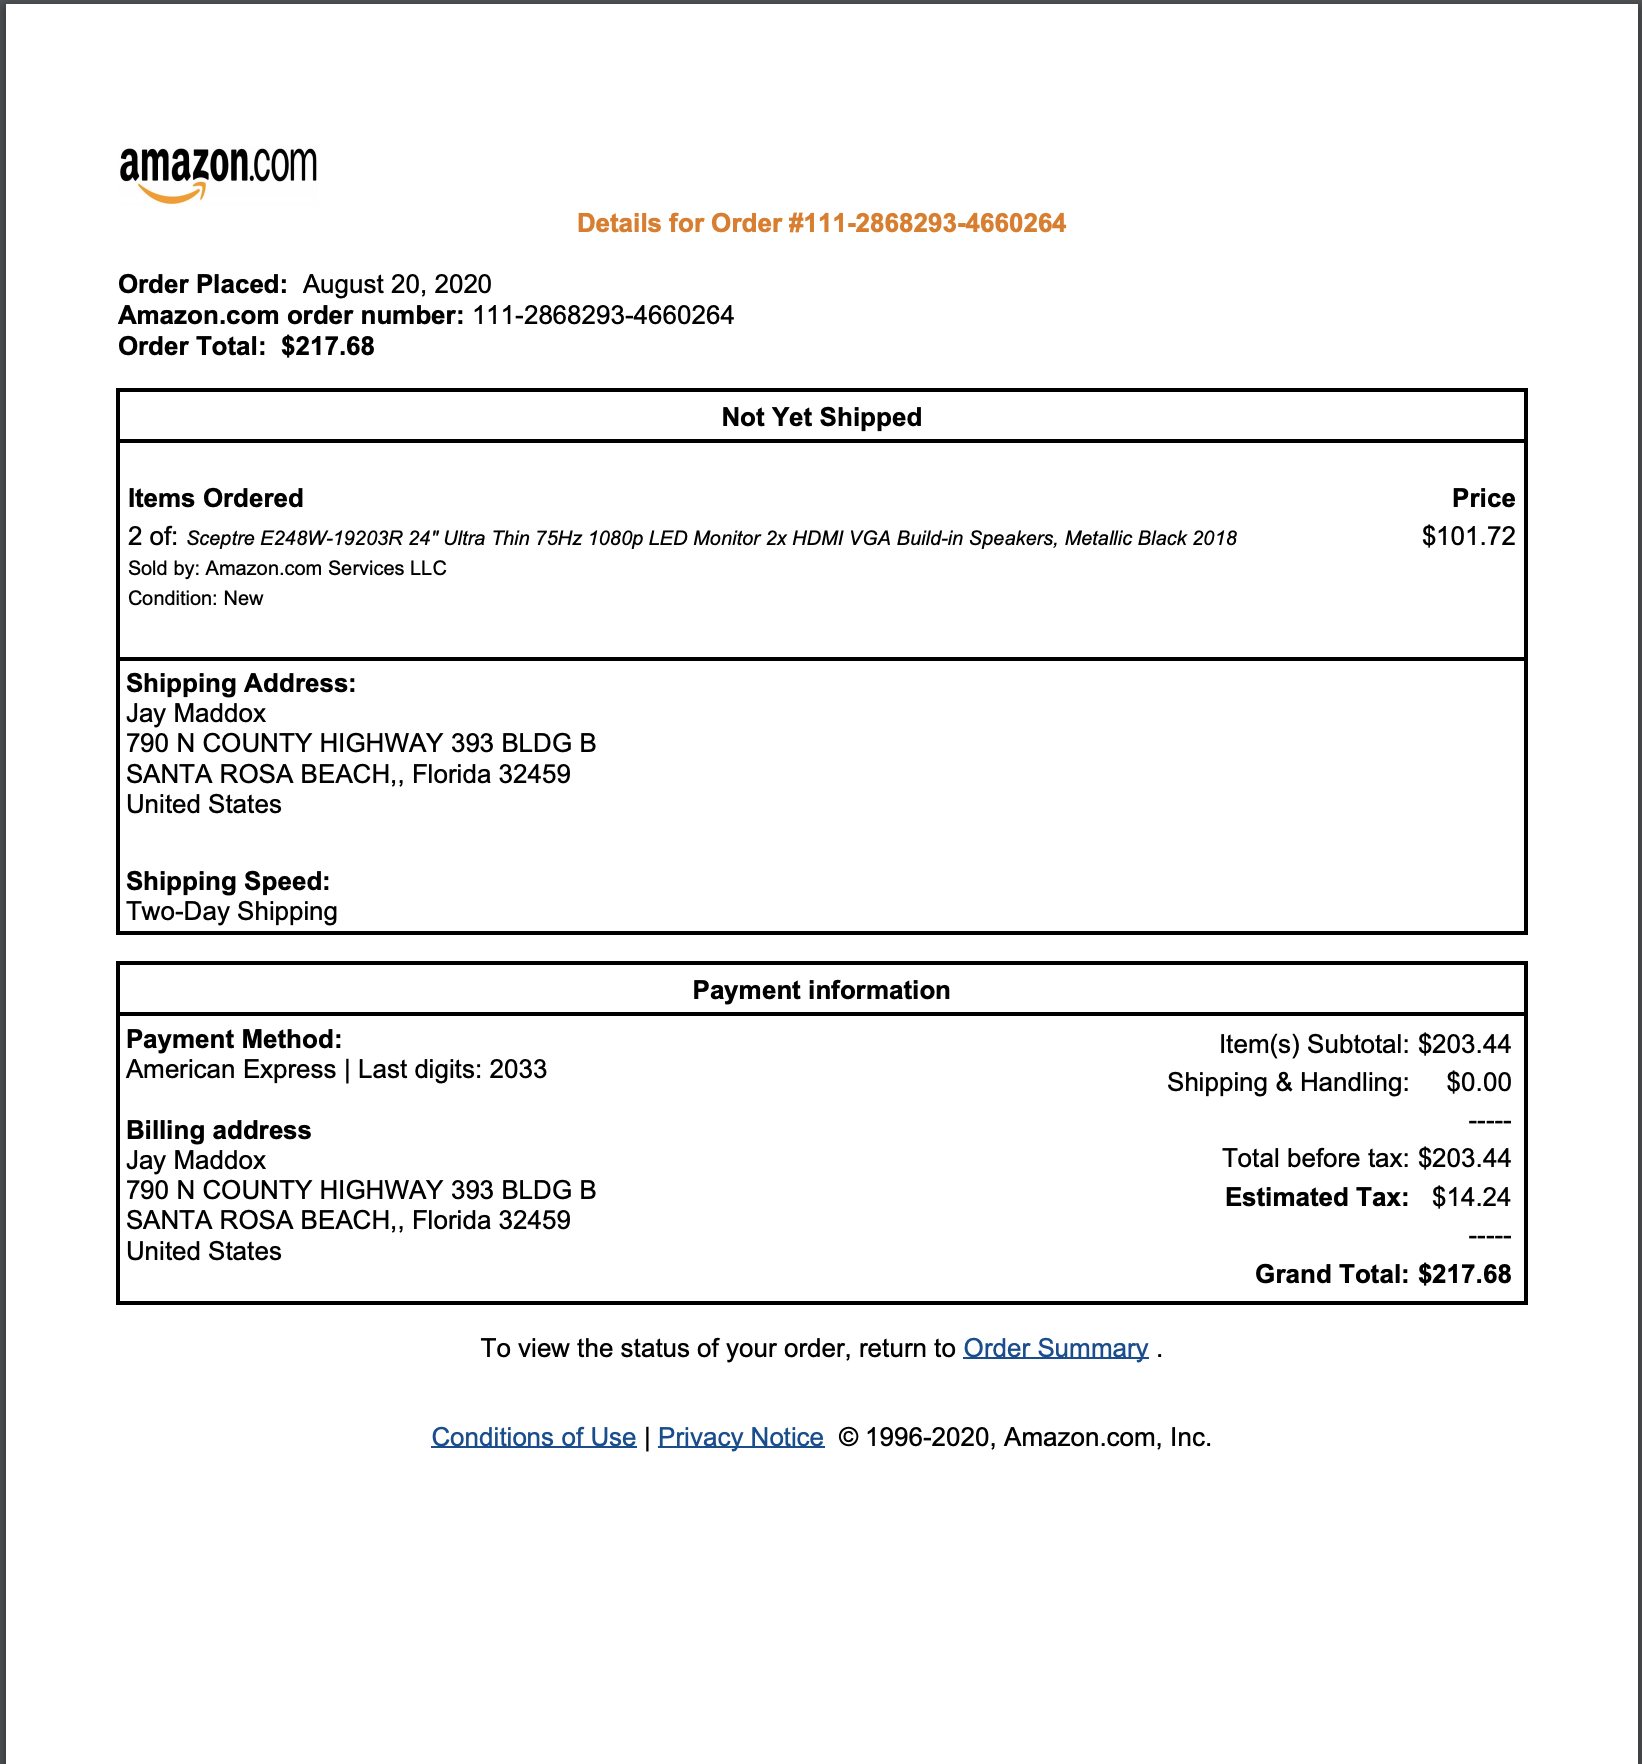 amazon.com
Details for Order #111-2868293-4660264
Order Placed: August 20, 2020
Amazon.com order number: 111-2868293-4660264
Order Total: $217.68
Not Yet Shipped
Items Ordered Price
2 of: Sceptre E248W-19203R 24" Ultra Thin 75Hz 1080p LED Monitor 2x HDMI VGA Build-in Speakers, Metallic Black 2018 $101.72
Sold by: Amazon.com Services LLC
Condition: New
Shipping Address:
Jay Maddox
790 N COUNTY HIGHWAY 393 BLDG B
SANTA ROSA BEACH,, Florida 32459
United States
Shipping Speed:
Two-Day Shipping
Payment information
Payment Method:
American Express | Last digits: 2033
Billing address
Jay Maddox
790 N COUNTY HIGHWAY 393 BLDG B
SANTA ROSA BEACH,, Florida 32459
United States
Item(s) Subtotal: $203.44
Shipping & Handling: $0.00
-----
Total before tax: $203.44
Estimated Tax: $14.24
-----
Grand Total: $217.68
To view the status of your order, return to Order Summary .
Conditions of Use | Privacy Notice © 1996-2020, Amazon.com, Inc.